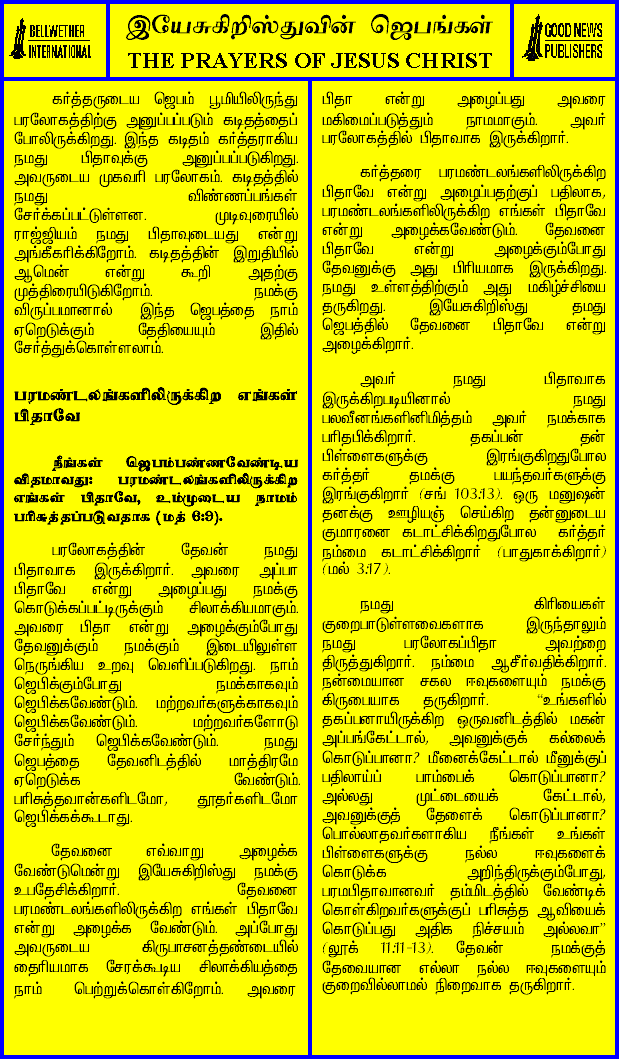 BELLWETHER
INTERNATIONAL
இயேசுகிறிஸ்துவின் ஜெபங்கள்
THE PRAYERS OF JESUS CHRIST
GOOD NEWS
PUBLISHERS
கர்த்தருடைய ஜெபம் பூமியிலிருந்து
பரலோகத்திற்கு அனுப்பப்படும் கடிதத்தைப்
போலிருக்கிறது. இந்த கடிதம் கர்த்தராகிய
நமது பிதாவுக்கு அனுப்பப்படுகிறது.
அவருடைய முகவரி பரலோகம். கடிதத்தில்
நமது விண்ணப்பங்கள்
சேர்க்கப்பட்டுள்ளன. முடிவுரையில்
ராஜ்ஜியம் நமது பிதாவுடையது என்று
அங்கீகரிக்கிறோம். கடிதத்தின் இறுதியில்
ஆமென் என்று கூறி அதற்கு
முத்திரையிடுகிறோம். நமக்கு
விருப்பமானால் இந்த ஜெபத்தை நாம்
ஏறெடுக்கும் தேதியையும் இதில்
சேர்த்துக்கொள்ளலாம்.
பரமண்டலங்களிலிருக்கிற எங்கள்
பிதாவே
நீங்கள் ஜெபம்பண்ணவேண்டிய
விதமாவது: பரமண்டலங்களிலிருக்கிற
எங்கள் பிதாவே, உம்முடைய நாமம்
பரிசுத்தப்படுவதாக (மத் 6:9).
பரலோகத்தின் தேவன் நமது
பிதாவாக இருக்கிறார். அவரை அப்பா
பிதாவே என்று அழைப்பது நமக்கு
கொடுக்கப்பட்டிருக்கும் சிலாக்கியமாகும்.
அவரை பிதா என்று அழைக்கும்போது
தேவனுக்கும் நமக்கும் இடையிலுள்ள
நெருங்கிய உறவு வெளிப்படுகிறது. நாம்
ஜெபிக்கும்போது நமக்காகவும்
ஜெபிக்கவேண்டும். மற்றவர்களுக்காகவும்
ஜெபிக்கவேண்டும். மற்றவர்களோடு
சேர்ந்தும் ஜெபிக்கவேண்டும். நமது
ஜெபத்தை தேவனிடத்தில் மாத்திரமே
ஏறெடுக்க வேண்டும்.
பரிசுத்தவான்களிடமோ, தூதர்களிடமோ
ஜெபிக்கக்கூடாது.
தேவனை எவ்வாறு அழைக்க
வேண்டுமென்று இயேசுகிறிஸ்து நமக்கு
உபதேசிக்கிறார். தேவனை
பரமண்டலங்களிலிருக்கிற எங்கள் பிதாவே
என்று அழைக்க வேண்டும். அப்போது
அவருடைய கிருபாசனத்தண்டையில்
தைரியமாக சேரக்கூடிய சிலாக்கியத்தை
நாம் பெற்றுக்கொள்கிறோம். அவரை
பிதா என்று அழைப்பது அவரை
மகிமைப்படுத்தும் நாமமாகும். அவர்
பரலோகத்தில் பிதாவாக இருக்கிறார்.
கர்த்தரை பரமண்டலங்களிலிருக்கிற
பிதாவே என்று அழைப்பதற்குப் பதிலாக,
பரமண்டலங்களிலிருக்கிற எங்கள் பிதாவே
என்று அழைக்கவேண்டும். தேவனை
பிதாவே என்று அழைக்கும்போது
தேவனுக்கு அது பிரியமாக இருக்கிறது.
நமது உள்ளத்திற்கும் அது மகிழ்ச்சியை
தருகிறது. இயேசுகிறிஸ்து தமது
ஜெபத்தில் தேவனை பிதாவே என்று
அழைக்கிறார்.
அவர் நமது பிதாவாக
இருக்கிறபடியினால் நமது
பலவீனங்களினிமித்தம் அவர் நமக்காக
பரிதபிக்கிறார். தகப்பன் தன்
பிள்ளைகளுக்கு இரங்குகிறதுபோல
கர்த்தர் தமக்கு பயந்தவர்களுக்கு
இரங்குகிறார் (சங் 103:13). ஒரு மனுஷன்
தனக்கு ஊழியஞ் செய்கிற தன்னுடைய
குமாரனை கடாட்சிக்கிறதுபோல கர்த்தர்
நம்மை கடாட்சிக்கிறார் (பாதுகாக்கிறார்)
(மல் 3:17).
நமது கிரியைகள்
குறைபாடுள்ளவைகளாக இருந்தாலும்
நமது பரலோகப்பிதா அவற்றை
திருத்துகிறார். நம்மை ஆசீர்வதிக்கிறார்.
நன்மையான சகல ஈவுகளையும் நமக்கு
கிருபையாக தருகிறார். “உங்களில்
தகப்பனாயிருக்கிற ஒருவனிடத்தில் மகன்
அப்பங்கேட்டால், அவனுக்குக் கல்லைக்
கொடுப்பானா? மீனைக்கேட்டால் மீனுக்குப்
பதிலாய்ப் பாம்பைக் கொடுப்பானா?
அல்லது முட்டையைக் கேட்டால்,
அவனுக்குத் தேளைக் கொடுப்பானா?
பொல்லாதவர்களாகிய நீங்கள் உங்கள்
பிள்ளைகளுக்கு நல்ல ஈவுகளைக்
கொடுக்க அறிந்திருக்கும்போது,
பரமபிதாவானவர் தம்மிடத்தில் வேண்டிக்
கொள்கிறவர்களுக்குப் பரிசுத்த ஆவியைக்
கொடுப்பது அதிக நிச்சயம் அல்லவா”
(லூக் 11:11-13). தேவன் நமக்குத்
தேவையான எல்லா நல்ல ஈவுகளையும்
குறைவில்லாமல் நிறைவாக தருகிறார்.